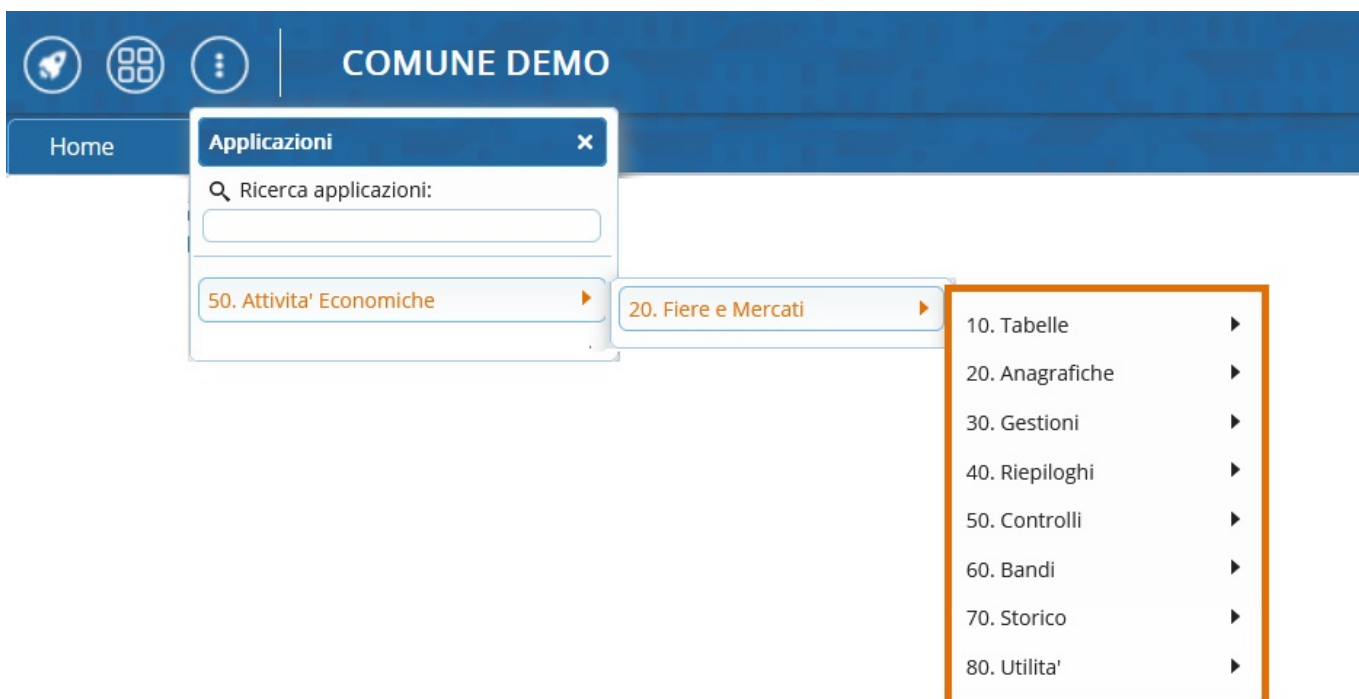 COMUNE DEMO
Home
Applicazioni
Ricerca applicazioni:
50. Attivita' Economiche
20. Fiere e Mercati
10. Tabelle
20. Anagrafiche
30. Gestioni
40. Riepiloghi
50. Controlli
60. Bandi
70. Storico
80. Utilita'